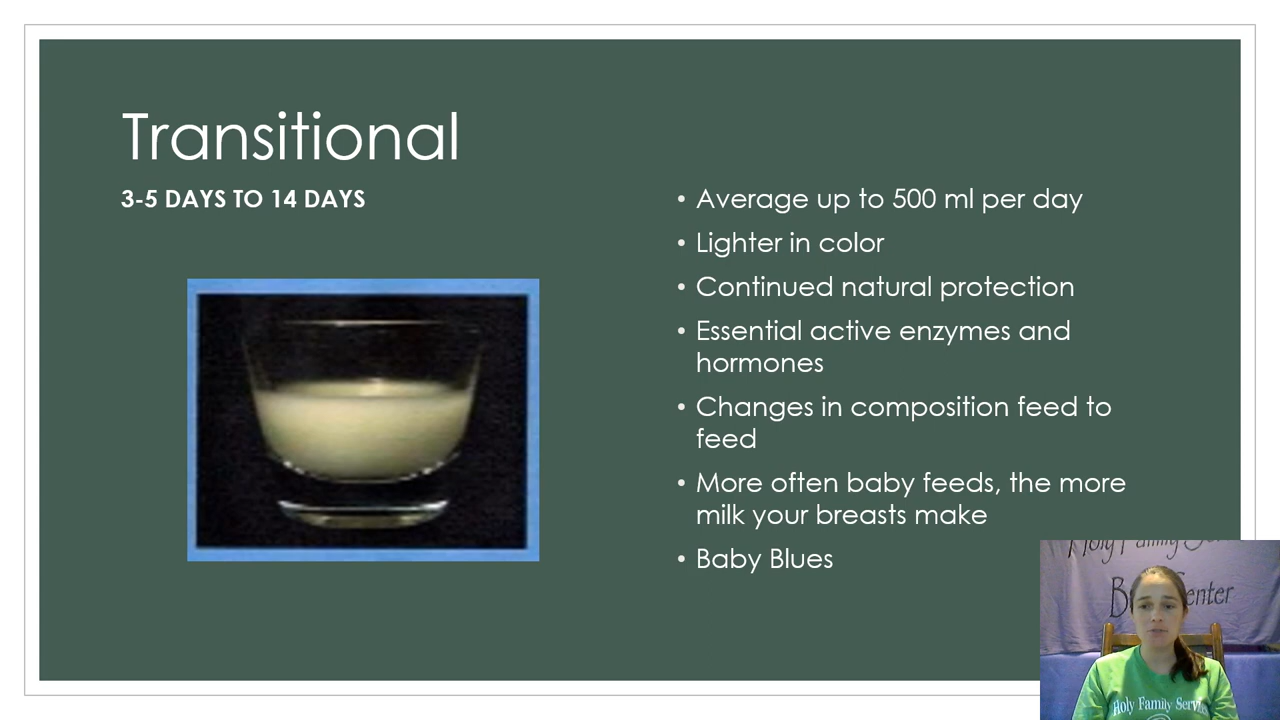 Transitional
3-5 DAYS TO 14 DAYS
• Average up to 500 ml per day
• Lighter in color
• Continued natural protection
• Essential active enzymes and
hormones
• Changes in composition feed to
feed
• More often baby feeds, the more
milk your breasts make
• Baby Blues
Holy Family
Holy Family